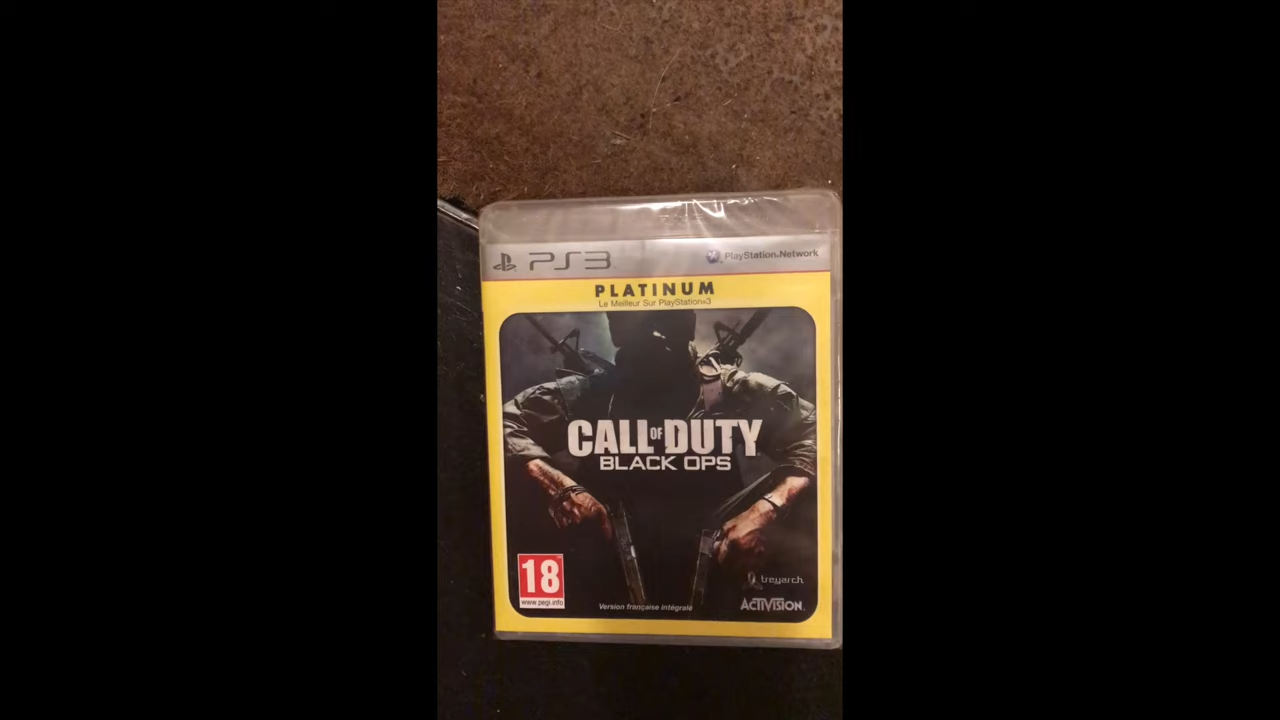 PS3
PlayStation®Network
PLATINUM
Le Meilleur Sur PlayStation®3
CALL OF DUTY
BLACK OPS
18
www.pegi.info
Version française intégrale
treyarch
ACTIVISION